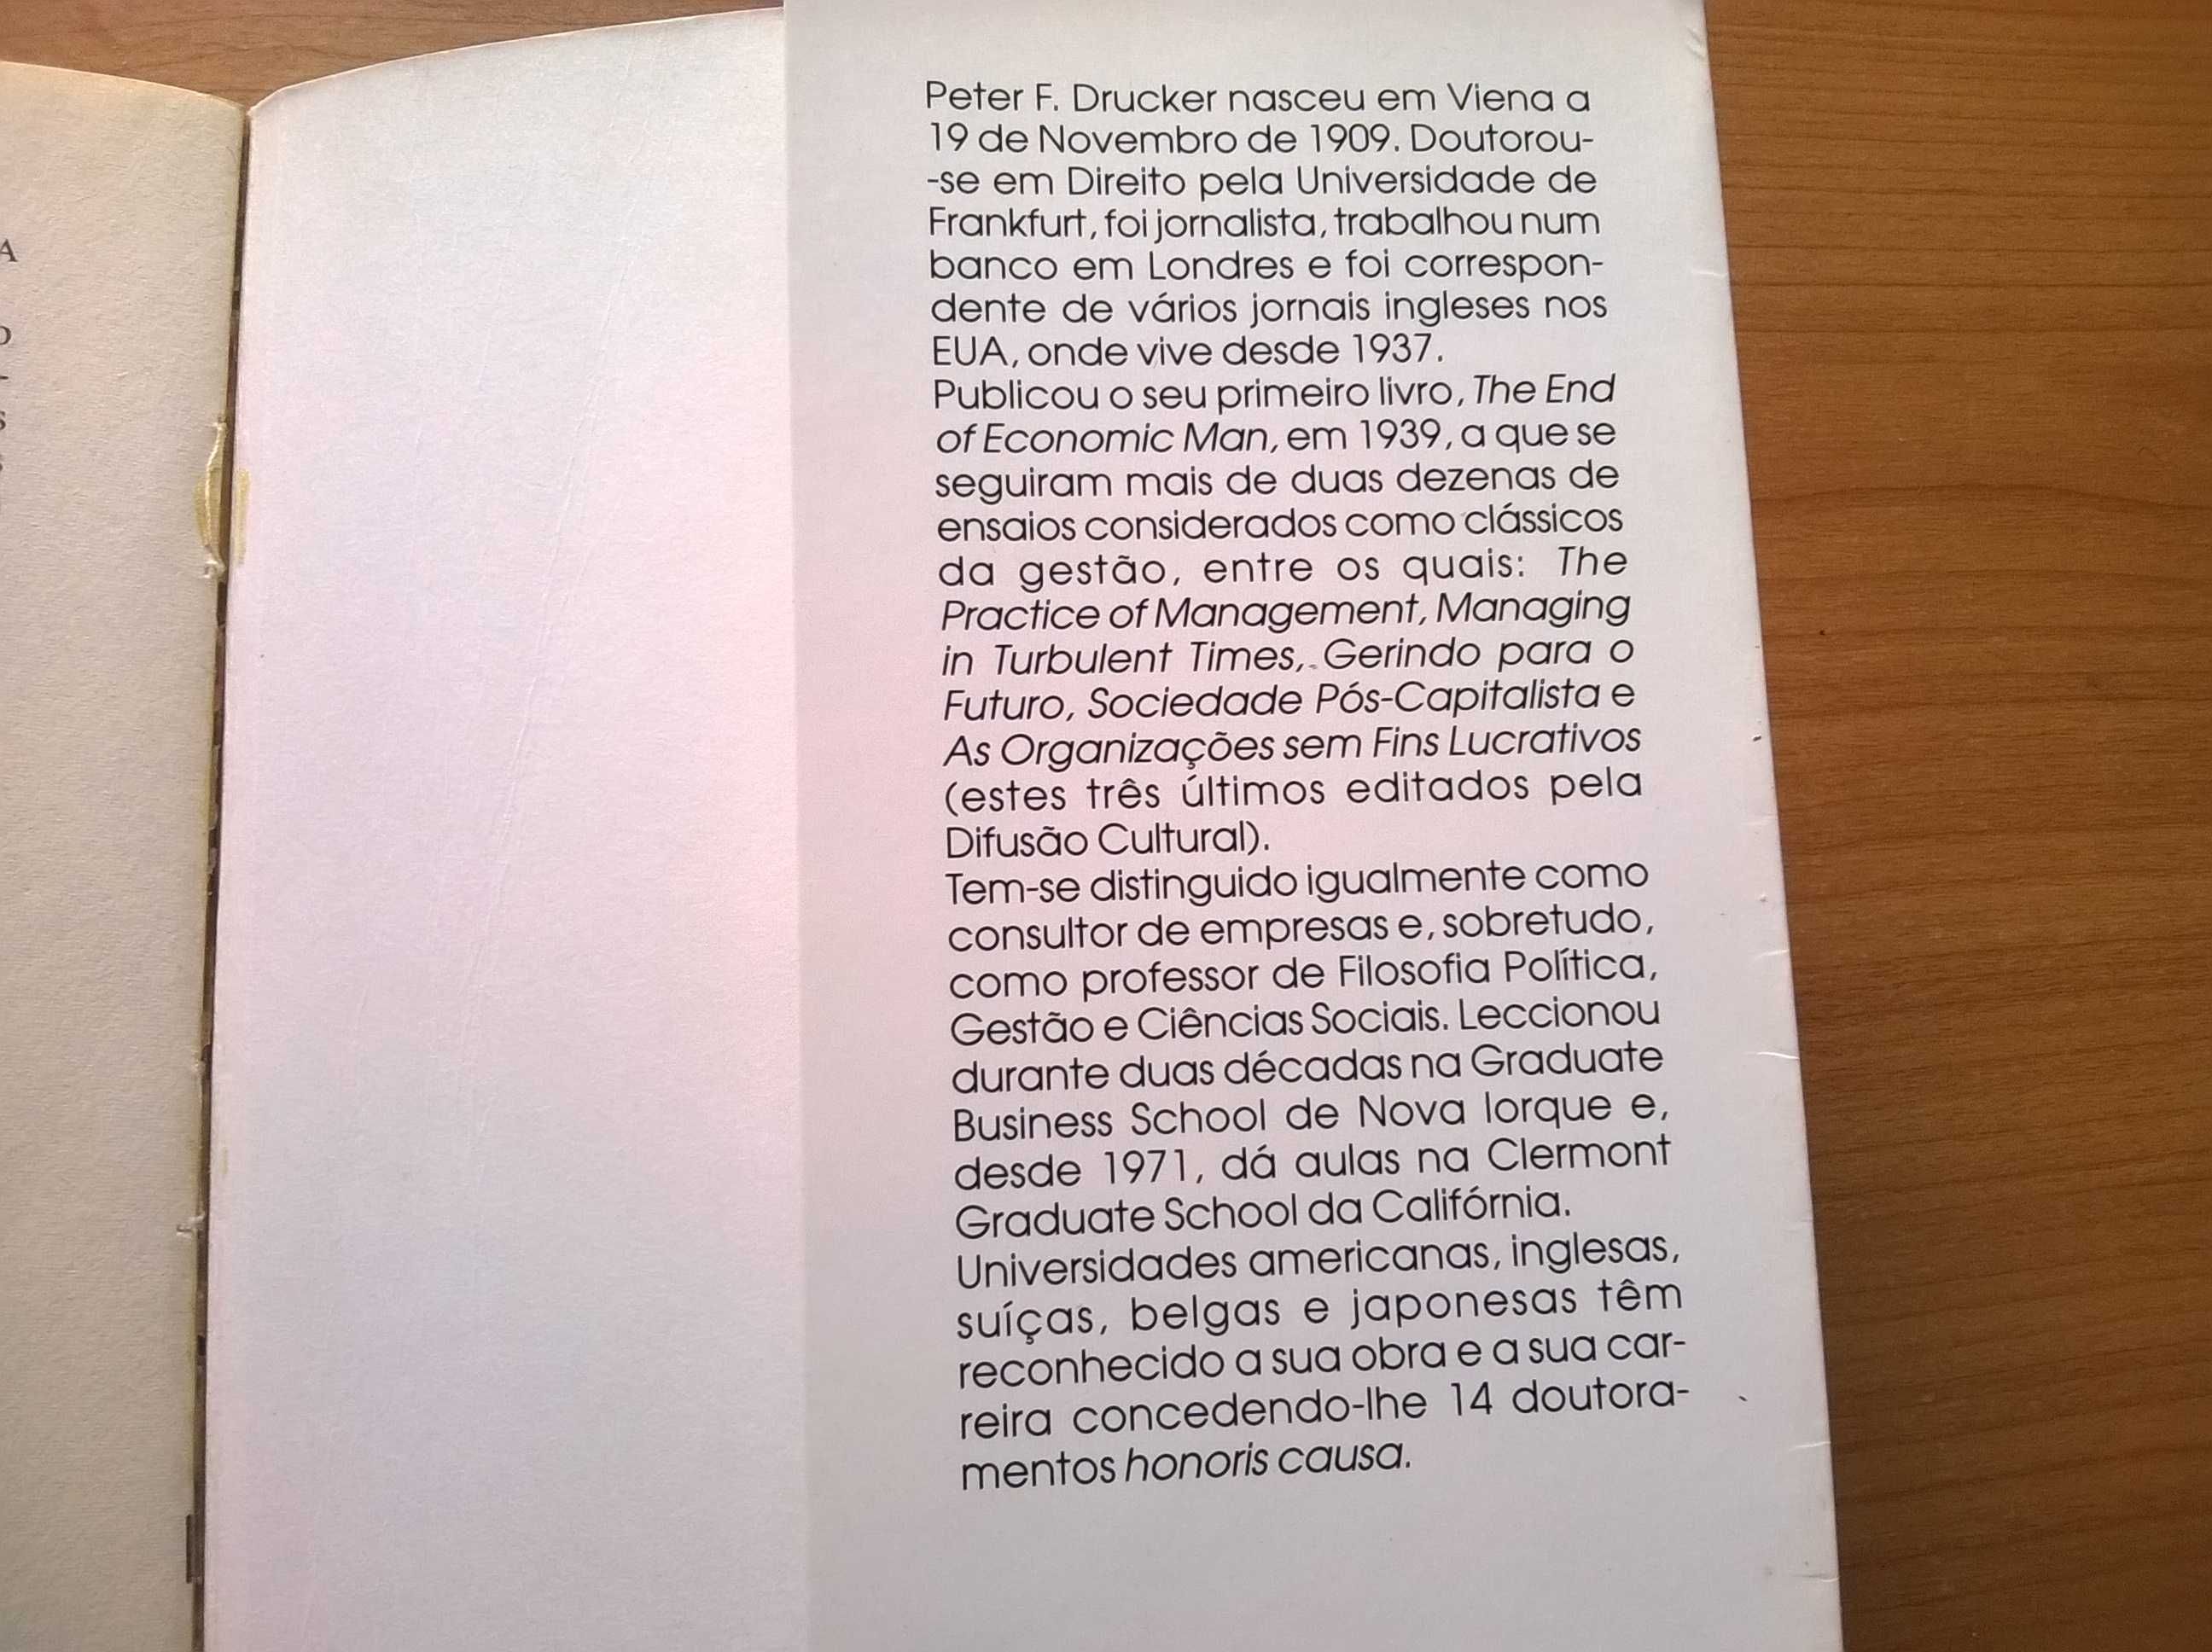 A
Peter F. Drucker nasceu em Viena a
19 de Novembro de 1909. Doutorou-
-se em Direito pela Universidade de
Frankfurt, foi jornalista, trabalhou num
banco em Londres e foi correspon-
dente de vários jornais ingleses nos
EUA, onde vive desde 1937.
Publicou o seu primeiro livro, The End
of Economic Man, em 1939, a que se
seguiram mais de duas dezenas de
ensaios considerados como clássicos
da gestão, entre os quais: The
Practice of Management, Managing
in Turbulent Times, Gerindo para o
Futuro, Sociedade Pós-Capitalista e
As Organizações sem Fins Lucrativos
(estes três últimos editados pela
Difusão Cultural).
Tem-se distinguido igualmente como
consultor de empresas e, sobretudo,
como professor de Filosofia Política,
Gestão e Ciências Sociais. Leccionou
durante duas décadas na Graduate
Business School de Nova Iorque e,
desde 1971, dá aulas na Clermont
Graduate School da Califórnia.
Universidades americanas, inglesas,
suíças, belgas e japonesas têm
reconhecido a sua obra e a sua car-
reira concedendo-lhe 14 doutora-
mentos honoris causa.